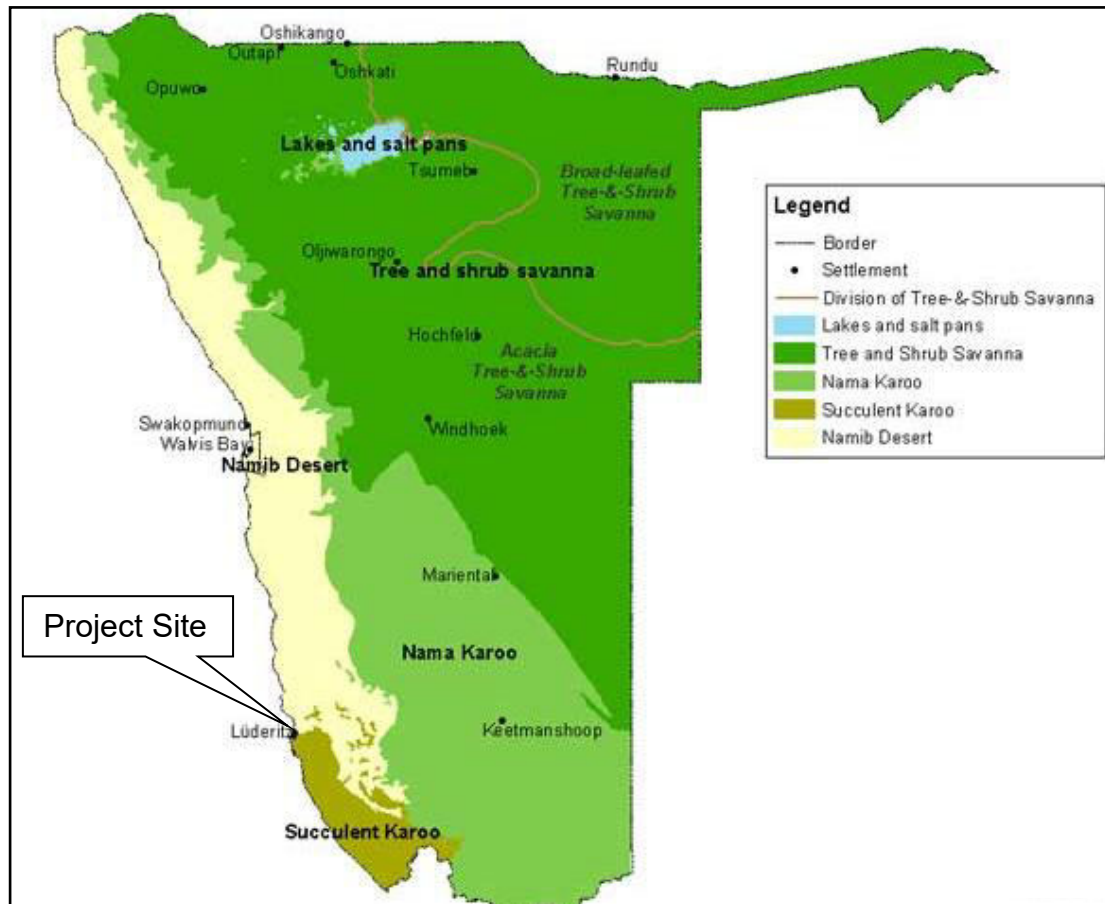 Oshikango
Outapi
Oshkati
Rundu
Opuwo
Lakes and salt pans
Tsumeb
Broad-leafed
Tree-&-Shrub
Savanna
Legend
Border
Settlement
Division of Tree-&-Shrub Savanna
Lakes and salt pans
Tree and Shrub Savanna
Nama Karoo
Succulent Karoo
Namib Desert
Otjiwarongo
Tree and shrub savanna
Hochfeld
Acacia
Tree-&-Shrub
Savanna
Swakopmund
Walvis Bay
Windhoek
Namib Desert
Mariental
Project Site
Nama Karoo
Lüderitz
Keetmanshoop
Succulent Karoo